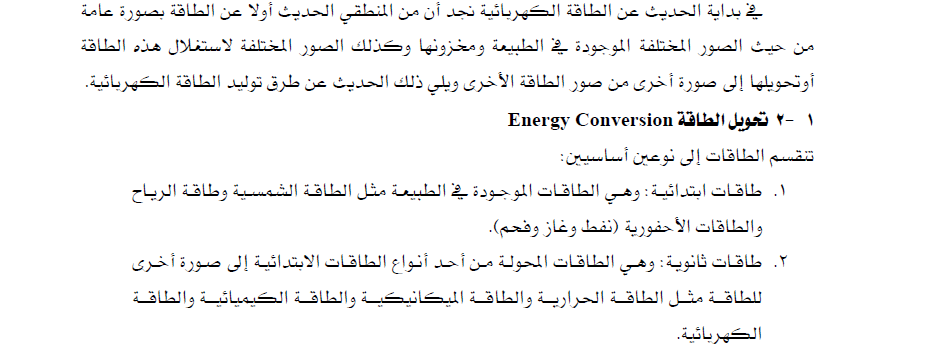 في بداية الحديث عن الطاقة الكهربائية نجد أن من المنطقي الحديث أولا عن الطاقة بصورة عامة
من حيث الصور المختلفة الموجودة في الطبيعة ومخزونها وكذلك الصور المختلفة لاستغلال هذه الطاقة
أوتحويلها إلى صورة أخرى من صور الطاقة الأخرى ويلي ذلك الحديث عن طرق توليد الطاقة الكهربائية.
١ -٢ تحويل الطاقة Energy Conversion
تنقسم الطاقات إلى نوعين أساسيين:
١. طاقات ابتدائية: وهي الطاقات الموجودة في الطبيعة مثل الطاقة الشمسية وطاقة الرياح
والطاقات الأحفورية (نفط وغاز وفحم).
٢. طاقات ثانوية: وهي الطاقات المحولة من أحد أنواع الطاقات الابتدائية إلى صورة أخرى
للطاقة مثل الطاقة الحرارية والطاقة الميكانيكية والطاقة الكيميائية والطاقة
الكهربائية.